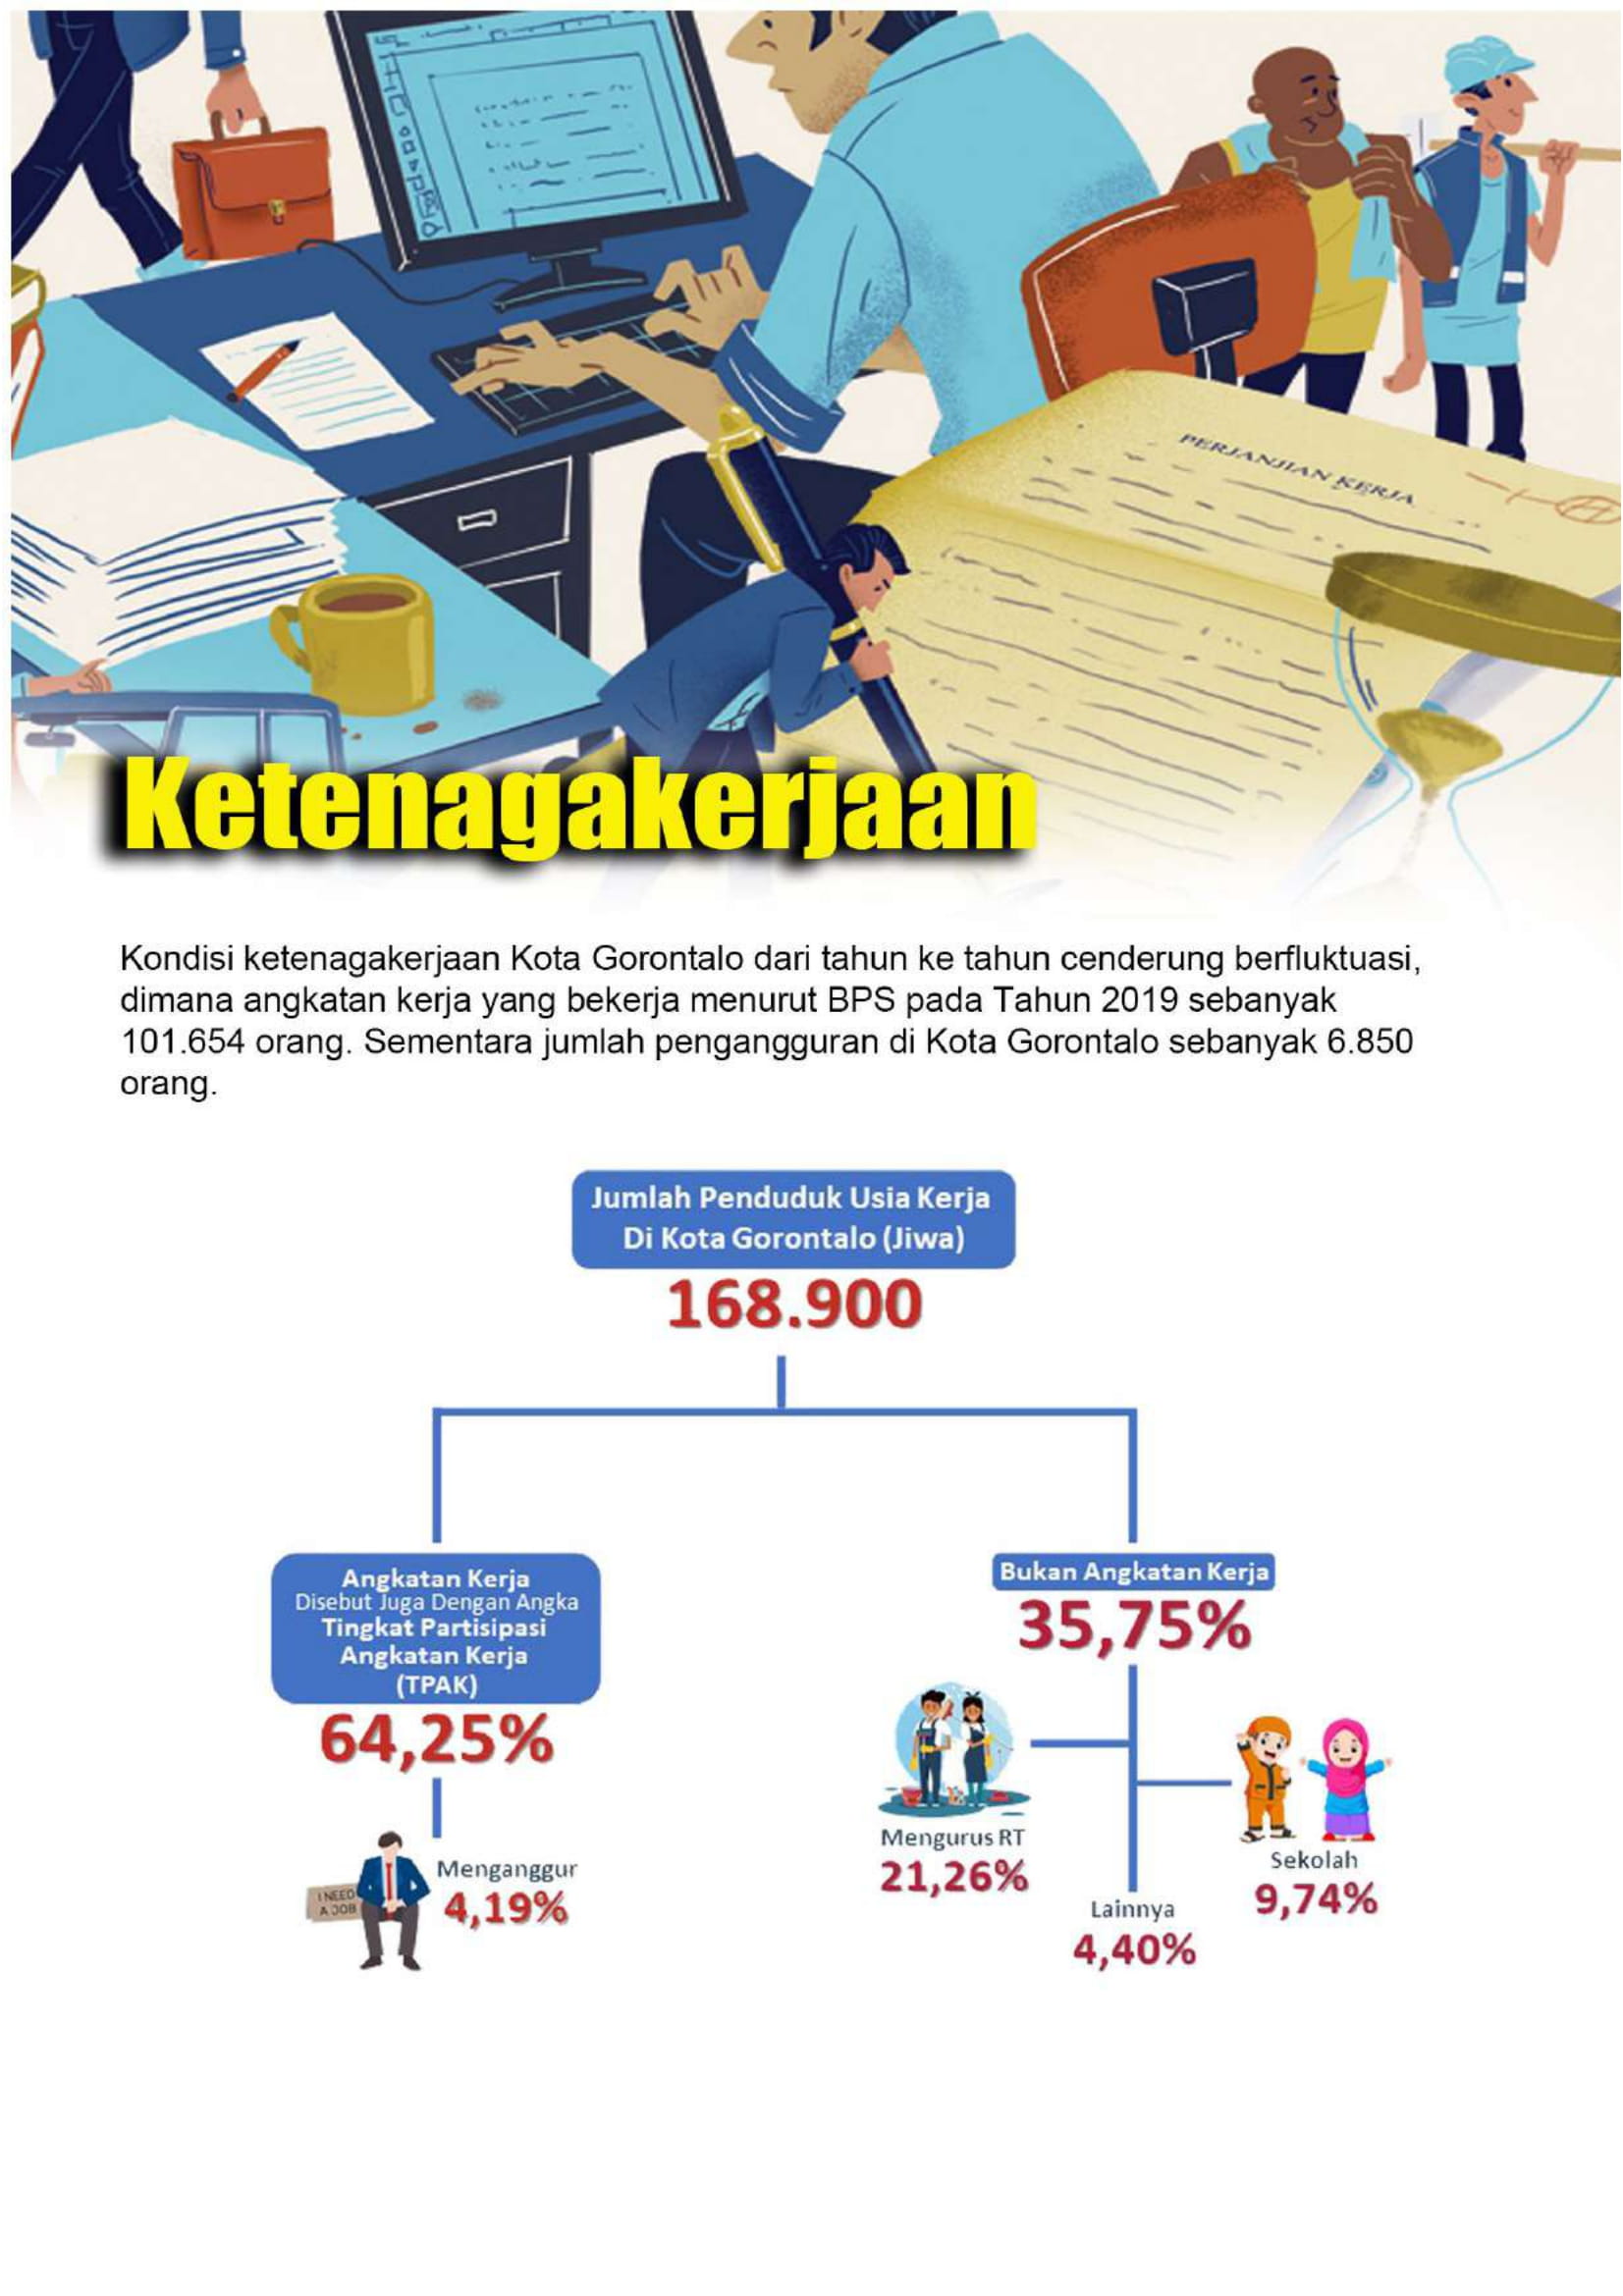 PERJANJIAN KERJA
Ketenagakerjaan
Kondisi ketenagakerjaan Kota Gorontalo dari tahun ke tahun cenderung berfluktuasi,
dimana angkatan kerja yang bekerja menurut BPS pada Tahun 2019 sebanyak
101.654 orang. Sementara jumlah pengangguran di Kota Gorontalo sebanyak 6.850
orang.
Jumlah Penduduk Usia Kerja
Di Kota Gorontalo (Jiwa)
168.900
Angkatan Kerja
Disebut Juga Dengan Angka
Tingkat Partisipasi
Angkatan Kerja
(TPAK)
64,25%
I NEED
A JOB
Menganggur
4,19%
Bukan Angkatan Kerja
35,75%
Mengurus RT
21,26%
Lainnya
4,40%
Sekolah
9,74%